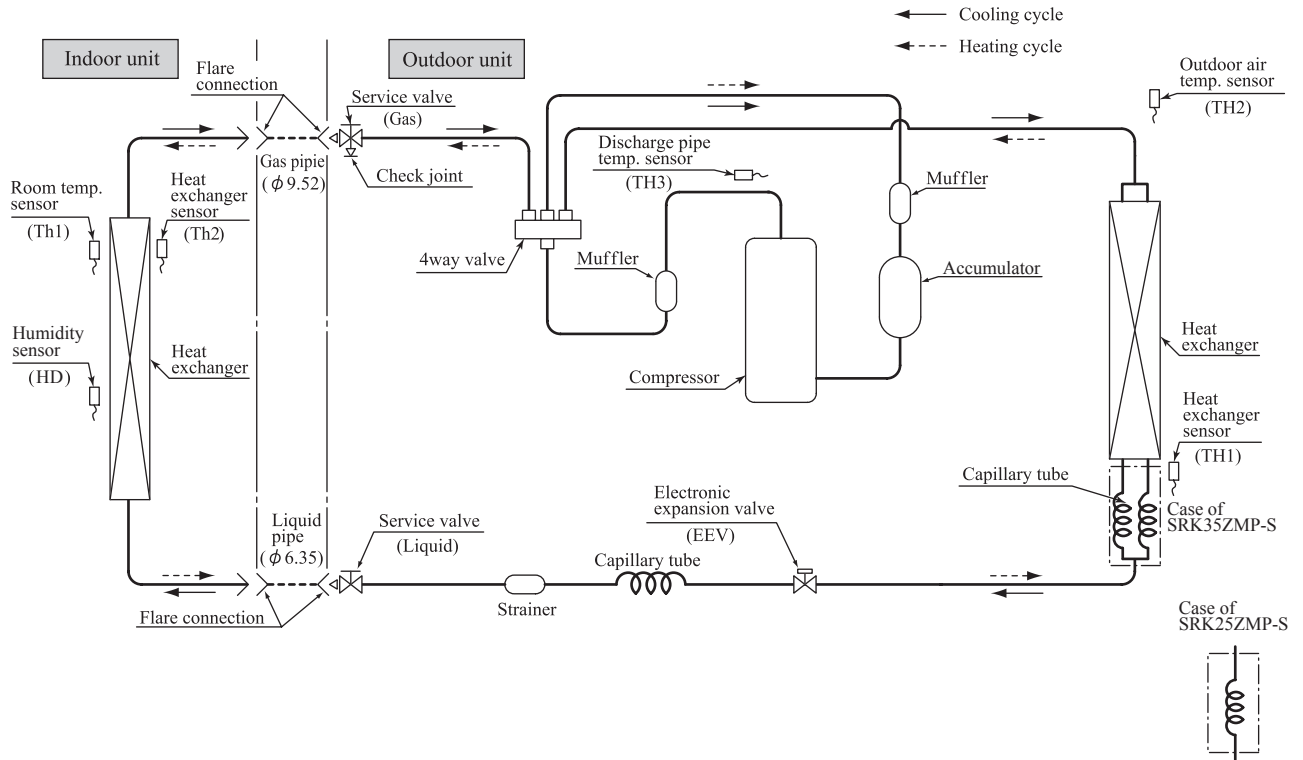 Cooling cycle
Heating cycle
Indoor unit
Outdoor unit
Flare
connection
Service valve
(Gas)
Outdoor air
temp. sensor
(TH2)
Gas pipie
(ϕ 9.52)
Check joint
Discharge pipe
temp. sensor
(TH3)
Muffler
Room temp.
sensor
(Th1)
Heat
exchanger
sensor
(Th2)
4way valve
Muffler
Accumulator
Humidity
sensor
(HD)
Heat
exchanger
Compressor
Heat
exchanger
Heat
exchanger
sensor
(TH1)
Capillary tube
Case of
SRK35ZMP-S
Liquid
pipe
(ϕ 6.35)
Service valve
(Liquid)
Electronic
expansion valve
(EEV)
Capillary tube
Strainer
Flare connection
Case of
SRK25ZMP-S